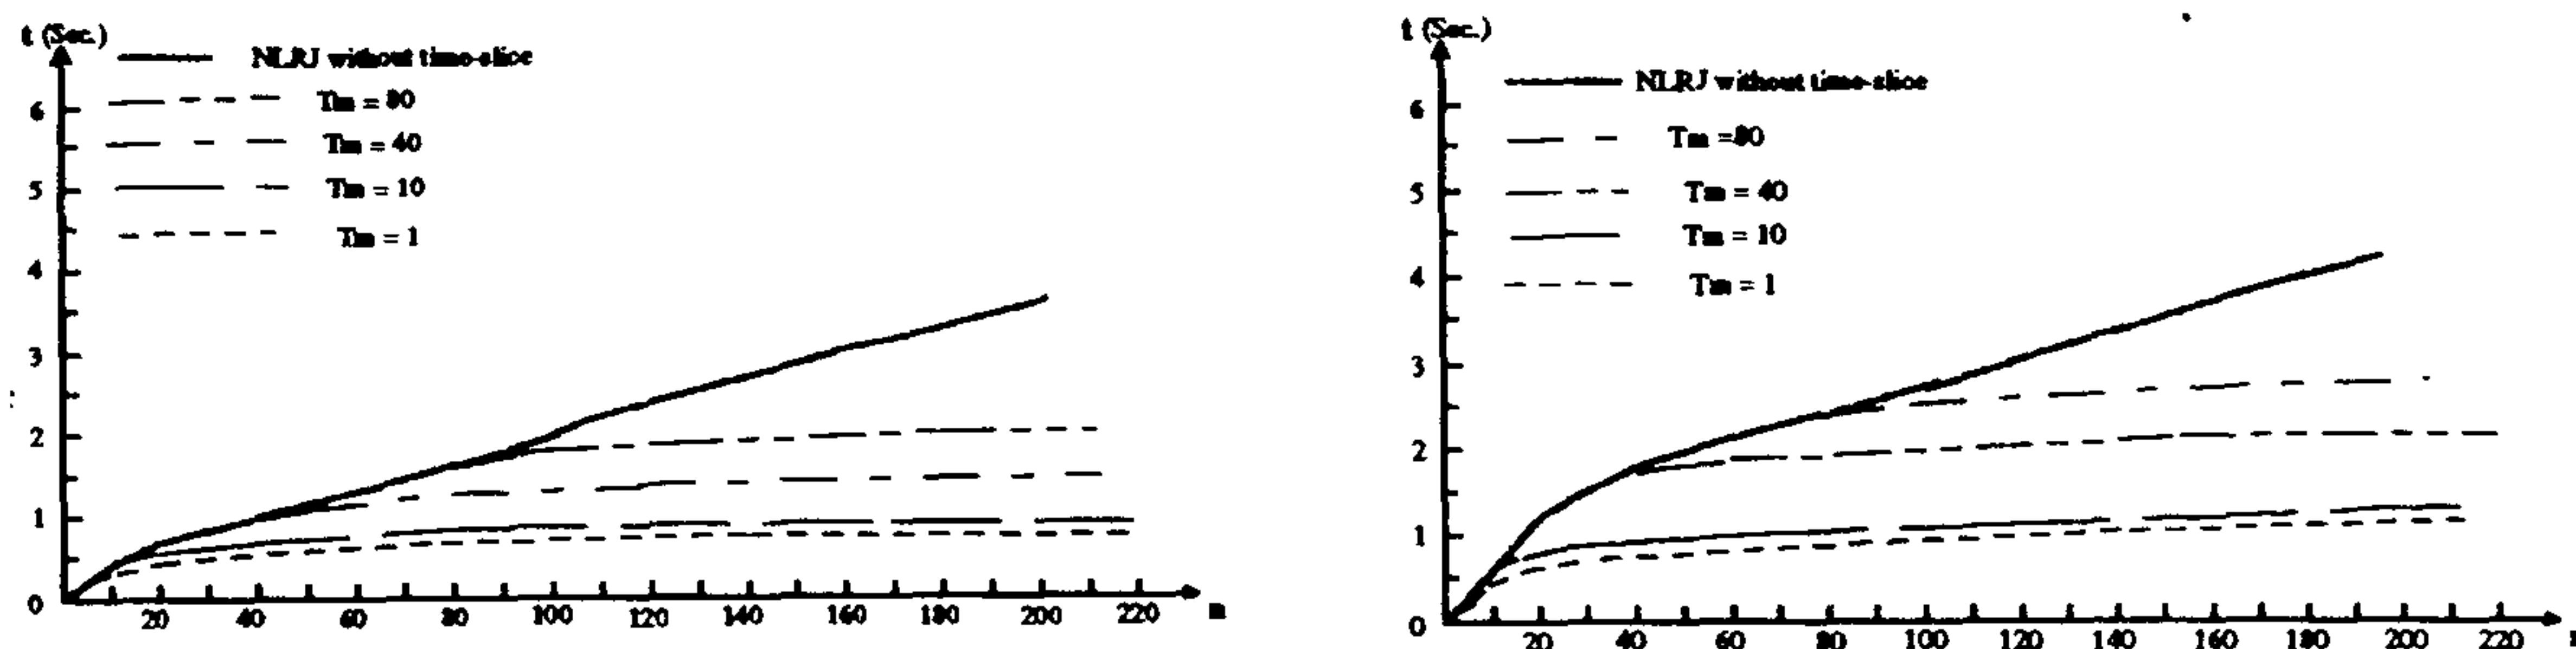 t (Sec.)
NLRJ without time-slice
Tm = 80
Tm = 40
Tm = 10
Tm = 1
6
5
4
3
2
1
0
20 40 60 80 100 120 140 160 180 200 220 n
t (Sec.)
NLRJ without time-slice
Tm =80
Tm = 40
Tm = 10
Tm = 1
6
5
4
3
2
1
0
20 40 60 80 100 120 140 160 180 200 220